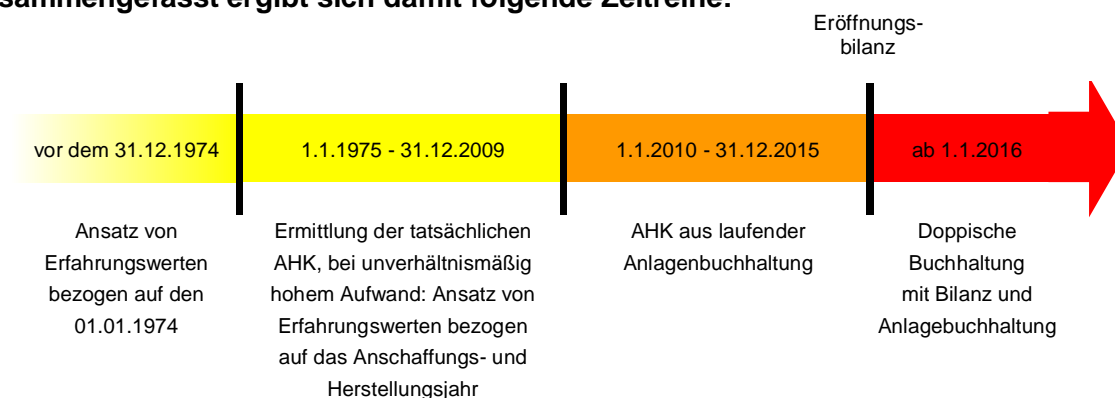 sammengefasst ergibt sich damit folgende Zeitreihe:
Eröffnungs-
bilanz
vor dem 31.12.1974
1.1.1975 - 31.12.2009
1.1.2010 - 31.12.2015
ab 1.1.2016
Ansatz von
Erfahrungswerten
bezogen auf den
01.01.1974
Ermittlung der tatsächlichen
AHK, bei unverhältnismäßig
hohem Aufwand: Ansatz von
Erfahrungswerten bezogen
auf das Anschaffungs- und
Herstellungsjahr
AHK aus laufender
Anlagenbuchhaltung
Doppische
Buchhaltung
mit Bilanz und
Anlagebuchhaltung